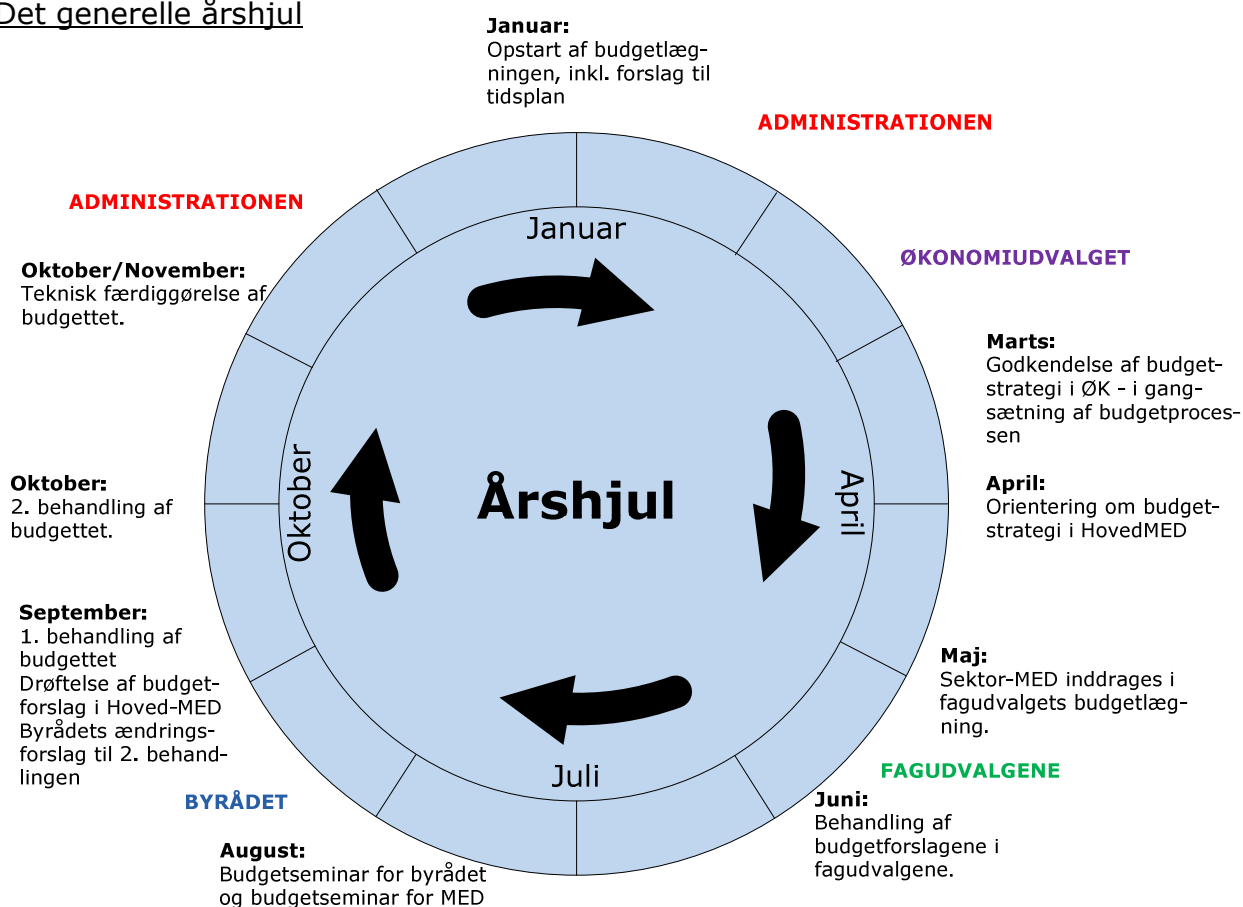 Det generelle årshjul
Januar:
Opstart af budgetlæg-
ningen, inkl. forslag til
tidsplan
ADMINISTRATIONEN
ØKONOMIUDVALGET
Marts:
Godkendelse af budget-
strategi i ØK - i gang-
sætning af budgetproces-
sen
April:
Orientering om budget-
strategi i HovedMED
Maj:
Sektor-MED inddrages i
fagudvalgets budgetlæg-
ning.
FAGUDVALGENE
Juni:
Behandling af
budgetforslagene i
fagudvalgene.
August:
Budgetseminar for byrådet
og budgetseminar for MED
BYRÅDET
September:
1. behandling af
budgettet
Drøftelse af budget-
forslag i Hoved-MED
Byrådets ændrings-
forslag til 2. behand-
lingen
Oktober:
2. behandling af
budgettet.
Oktober/November:
Teknisk færdiggørelse af
budgettet.
ADMINISTRATIONEN
Januar
April
Juli
Oktober
Årshjul